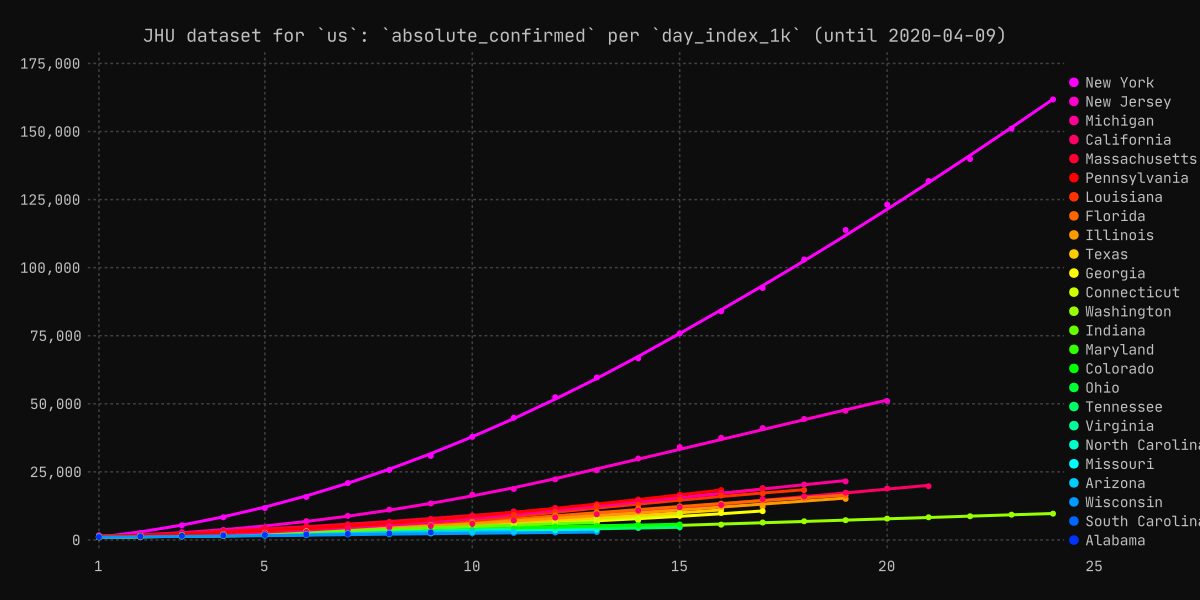 JHU dataset for `us`: `absolute_confirmed` per `day_index_1k` (until 2020-04-09)
175,000
150,000
125,000
100,000
75,000
50,000
25,000
0
1 5 10 15 20 25
New York
New Jersey
Michigan
California
Massachusetts
Pennsylvania
Louisiana
Florida
Illinois
Texas
Georgia
Connecticut
Washington
Indiana
Maryland
Colorado
Ohio
Tennessee
Virginia
North Carolina
Missouri
Arizona
Wisconsin
South Carolina
Alabama